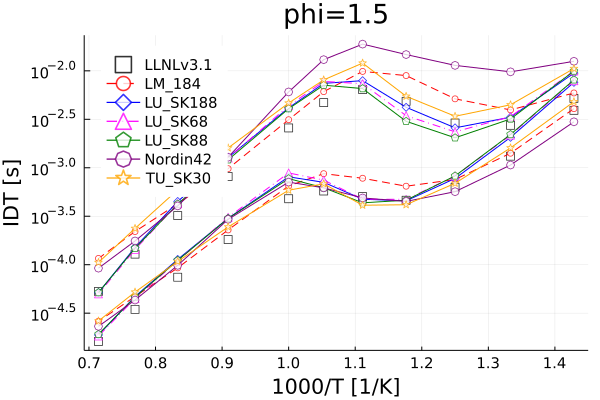 phi=1.5
LLNLv3.1
LM_184
LU_SK188
LU_SK68
LU_SK88
Nordin42
TU_SK30
IDT [s]
10^-2.0
10^-2.5
10^-3.0
10^-3.5
10^-4.0
10^-4.5
0.7 0.8 0.9 1.0 1.1 1.2 1.3 1.4
1000/T [1/K]